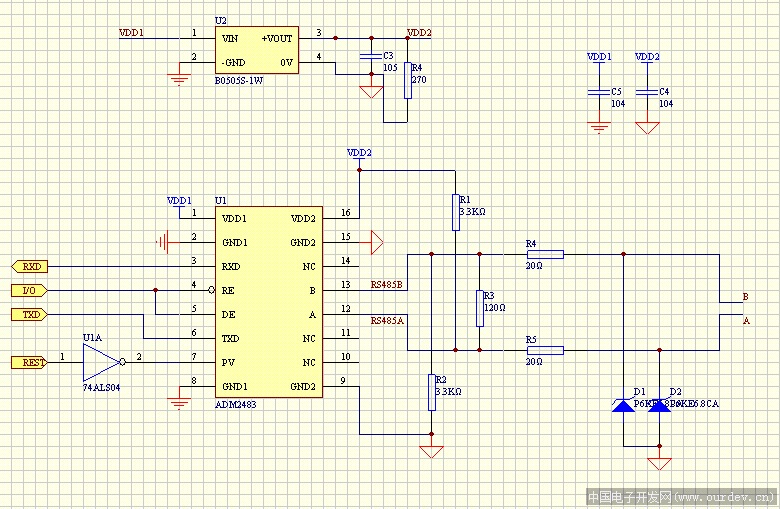 U2
VDD1
1
VIN
+VOUT
3
VDD2
2
-GND
0V
4
C3
105
R4
270
B0505S-1W
VDD1
VDD2
C5
104
C4
104
VDD2
VDD1
U1
R1
3.3KΩ
1
VDD1
VDD2
16
2
GND1
GND2
15
RXD
3
RXD
NC
14
I/O
4
RE
B
13
RS485B
TXD
5
DE
A
12
RS485A
6
TXD
NC
11
REST
1
U1A
2
74ALS04
7
PV
NC
10
8
GND1
GND2
9
ADM2483
R4
20Ω
R3
120Ω
R5
20Ω
R2
3.3KΩ
B
A
D1
D2
P6KE6.8CA
中国电子开发网(www.ourdev.cn)